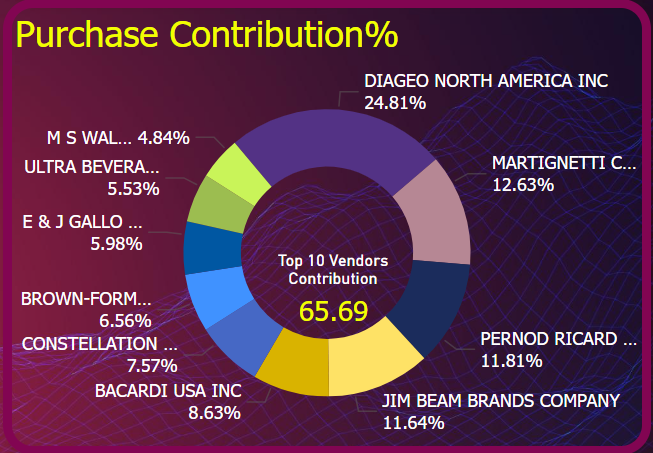 Purchase Contribution%
DIAGEO NORTH AMERICA INC
24.81%
MARTIGNETTI C...
12.63%
PERNOD RICARD ...
11.81%
JIM BEAM BRANDS COMPANY
11.64%
BACARDI USA INC
8.63%
CONSTELLATION ...
7.57%
BROWN-FORM...
6.56%
E & J GALLO ...
5.98%
ULTRA BEVERA...
5.53%
M S WAL... 4.84%
Top 10 Vendors
Contribution
65.69